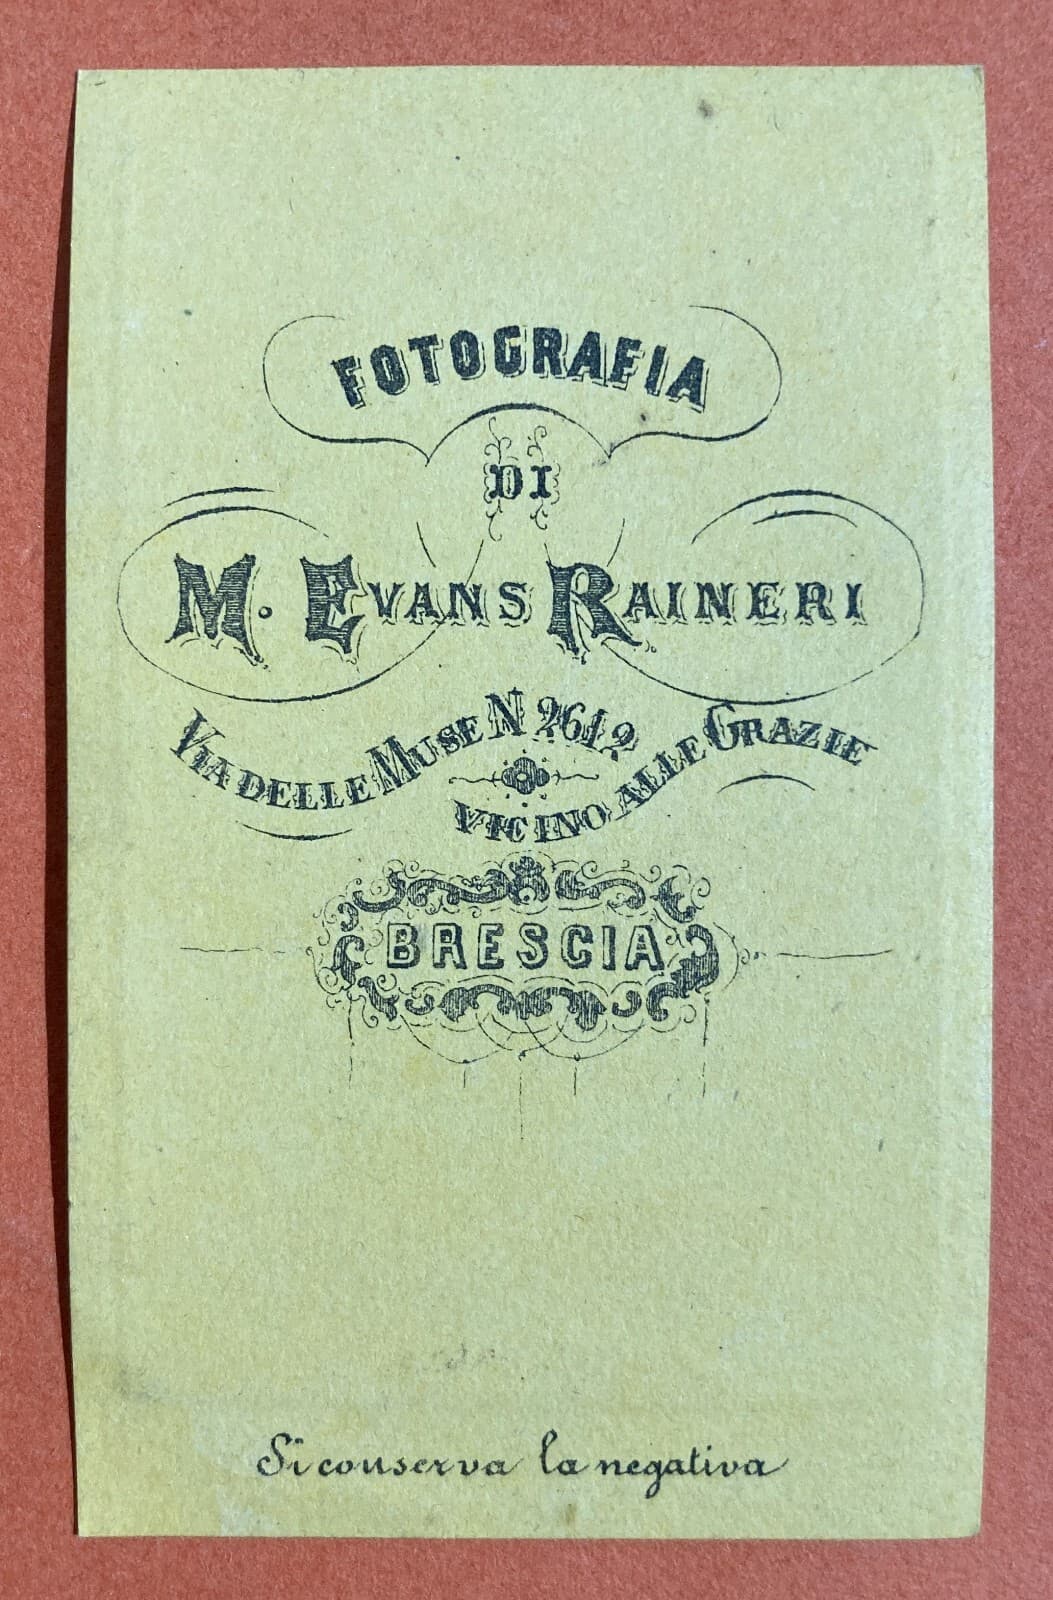 FOTOGRAFIA
DI
M. EVANS RAINERI
VIA DELLE MUSE N 2612
VICINO ALLE GRAZIE
BRESCIA
Si conserva la negativa